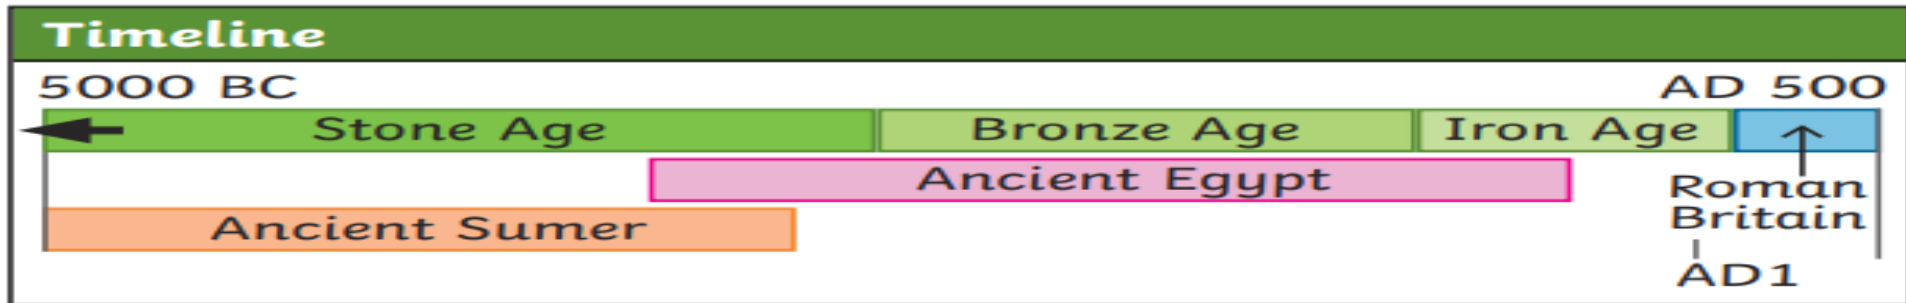 Timeline
5000 BC AD 500
Stone Age Bronze Age Iron Age
Ancient Egypt
Roman
Britain
Ancient Sumer
AD1